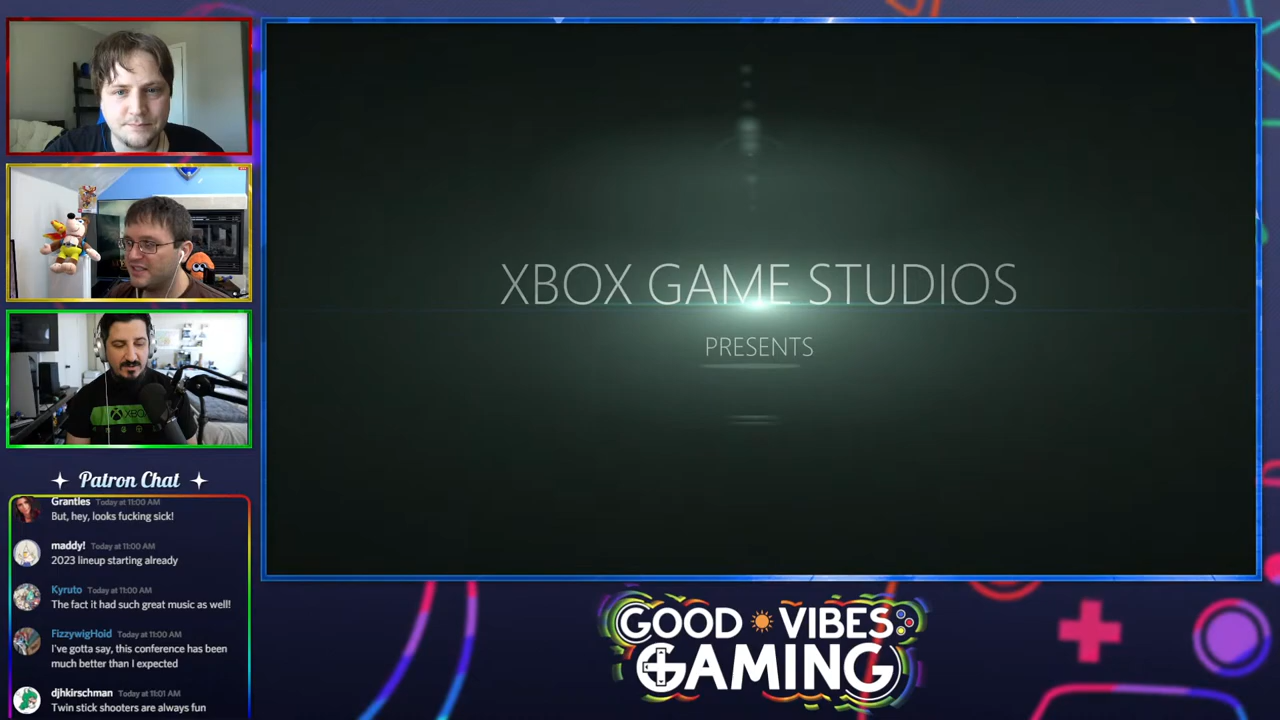 XBOX GAME STUDIOS
PRESENTS
XBOX
Patron Chat
Grantles Today at 11:00 AM
But, hey, looks fucking sick!
maddy! Today at 11:00 AM
2023 lineup starting already
Kyruto Today at 11:00 AM
The fact it had such great music as well!
FizzywigHoid Today at 11:00 AM
I've gotta say, this conference has been
much better than I expected
djhkirschman Today at 11:01 AM
Twin stick shooters are always fun
GOOD VIBES
GAMING